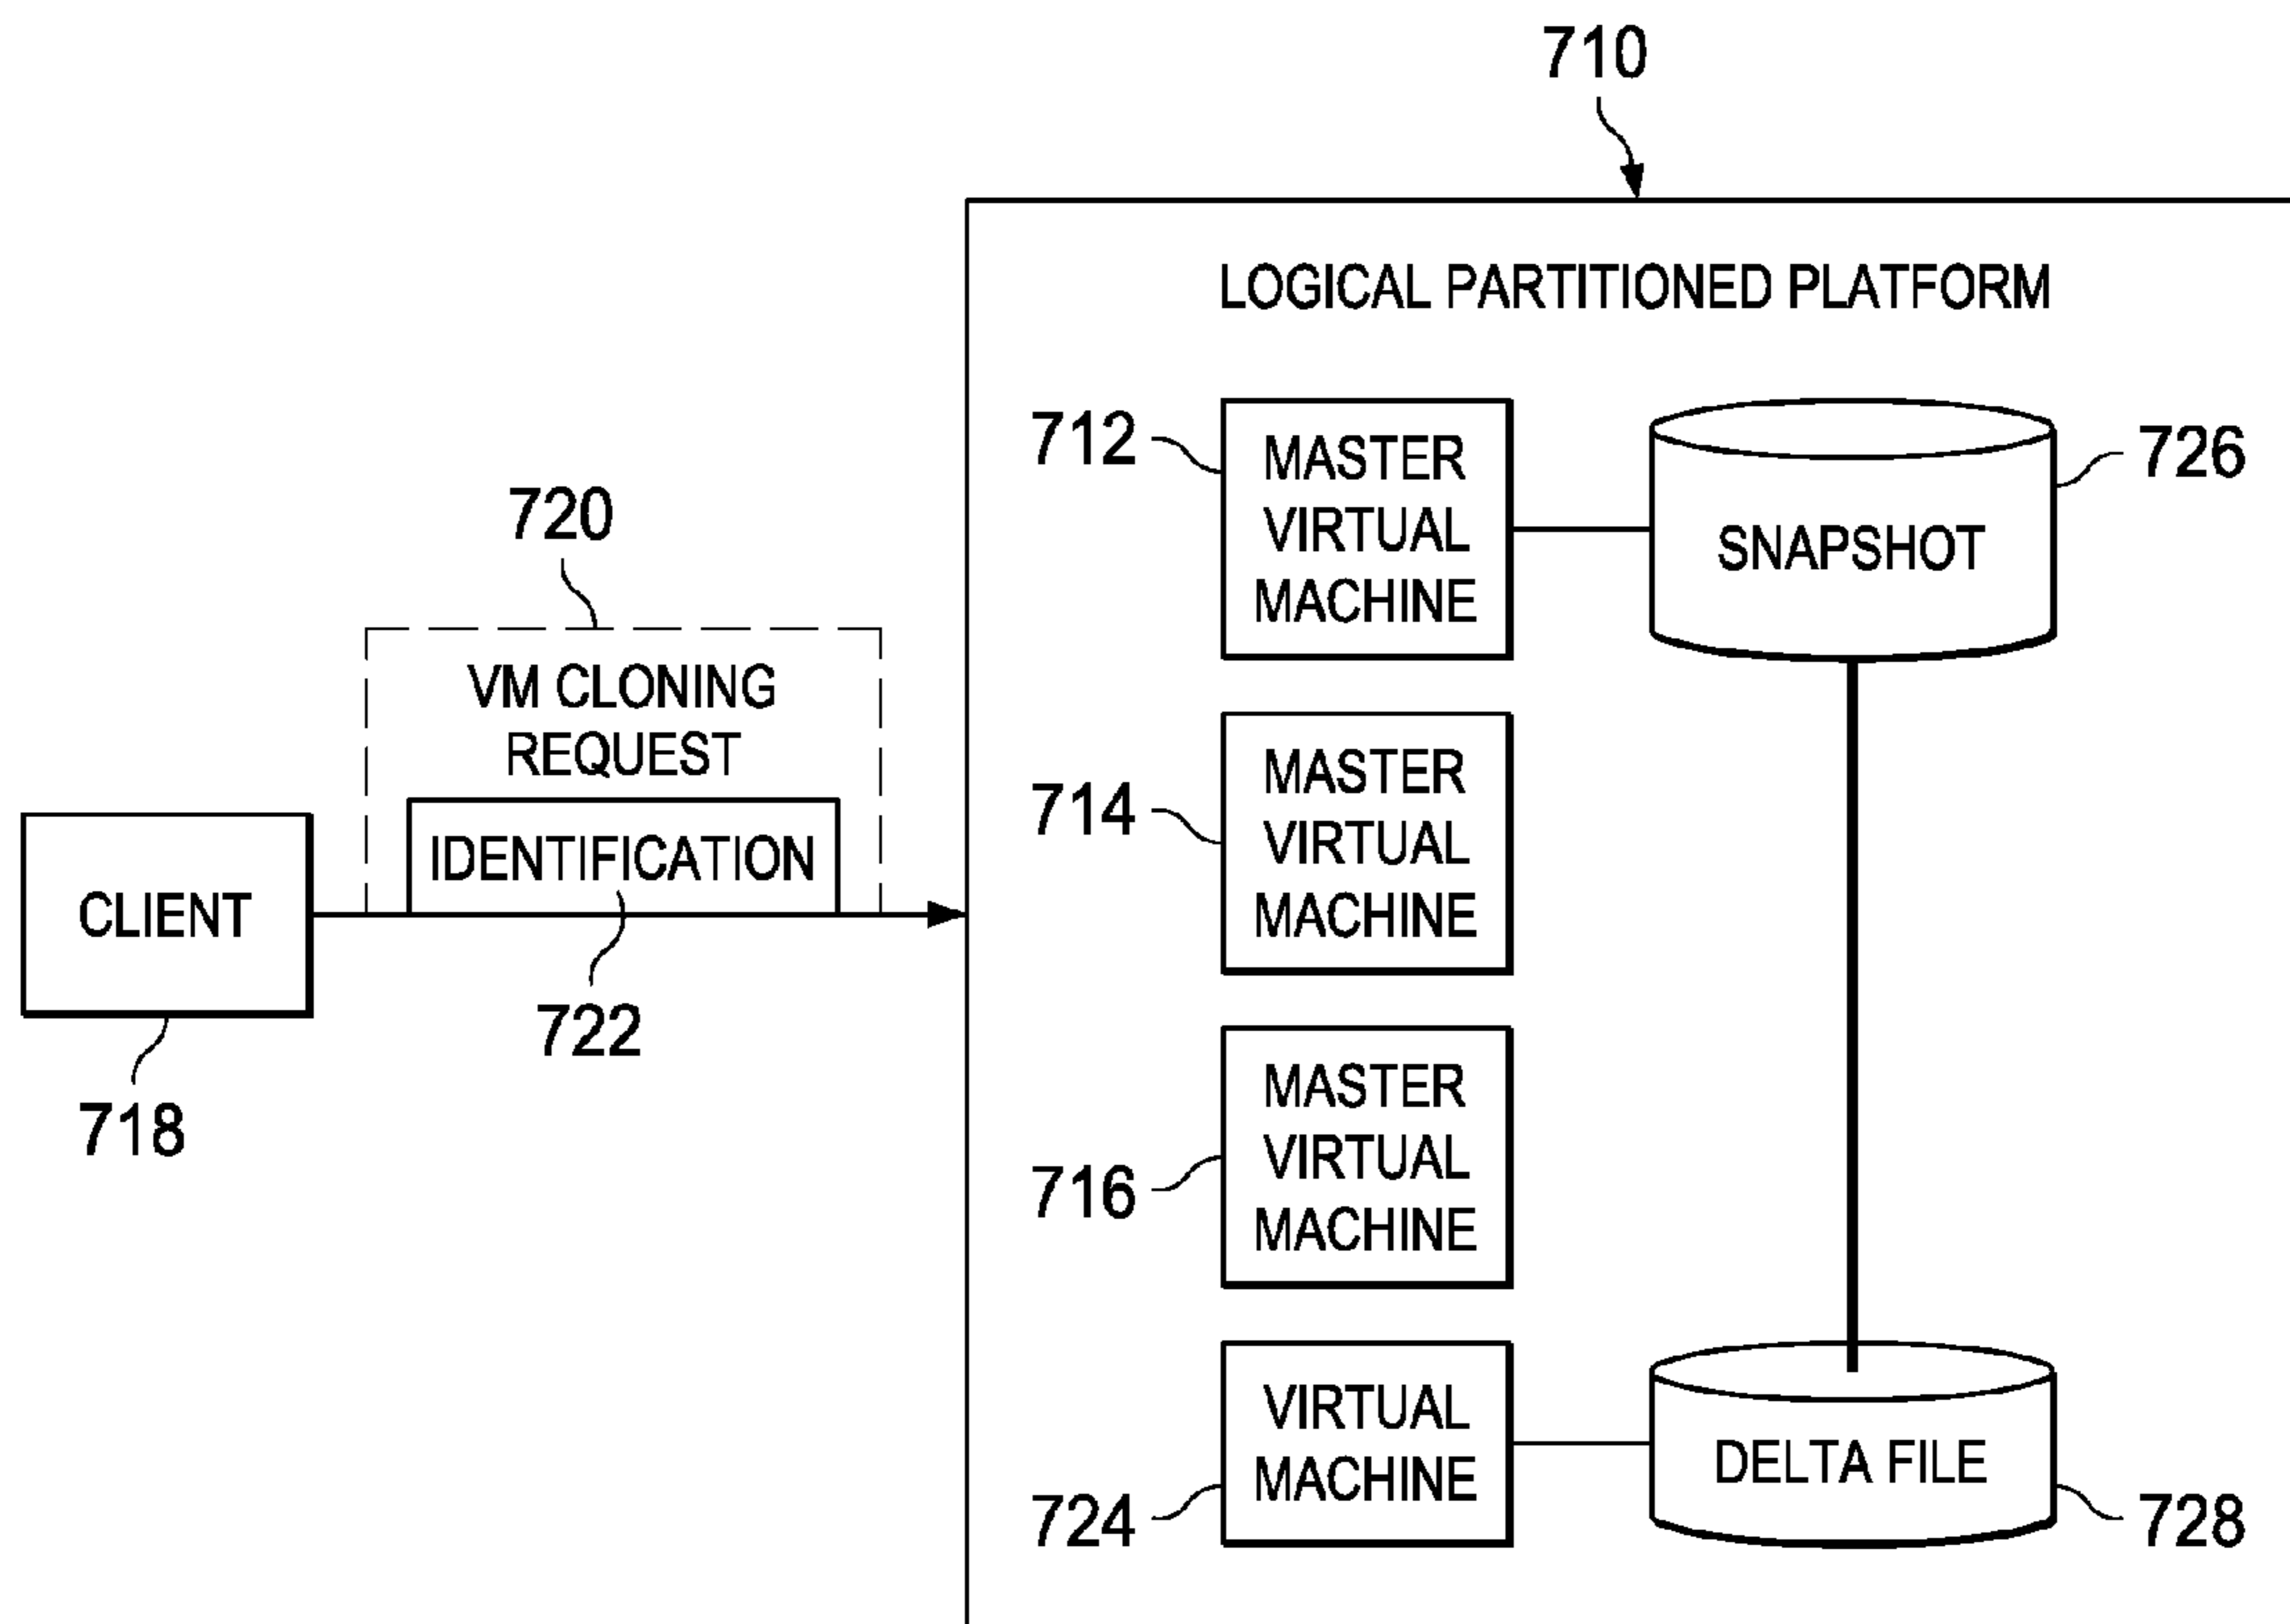 710
LOGICAL PARTITIONED PLATFORM
712
MASTER
VIRTUAL
MACHINE
SNAPSHOT
726
720
VM CLONING
REQUEST
IDENTIFICATION
722
CLIENT
718
714
MASTER
VIRTUAL
MACHINE
716
MASTER
VIRTUAL
MACHINE
724
VIRTUAL
MACHINE
DELTA FILE
728